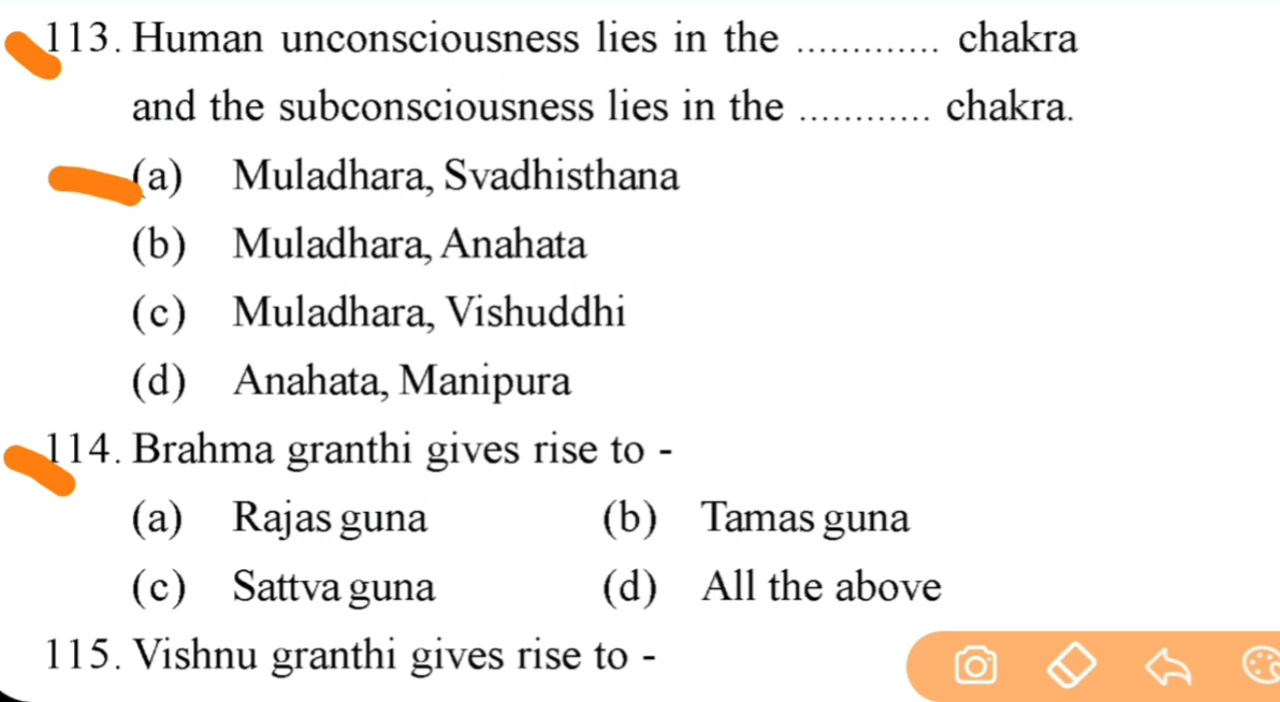 113. Human unconsciousness lies in the ............. chakra
and the subconsciousness lies in the ............ chakra.
(a) Muladhara, Svadhisthana
(b) Muladhara, Anahata
(c) Muladhara, Vishuddhi
(d) Anahata, Manipura
114. Brahma granthi gives rise to -
(a) Rajas guna (b) Tamas guna
(c) Sattva guna (d) All the above
115. Vishnu granthi gives rise to -